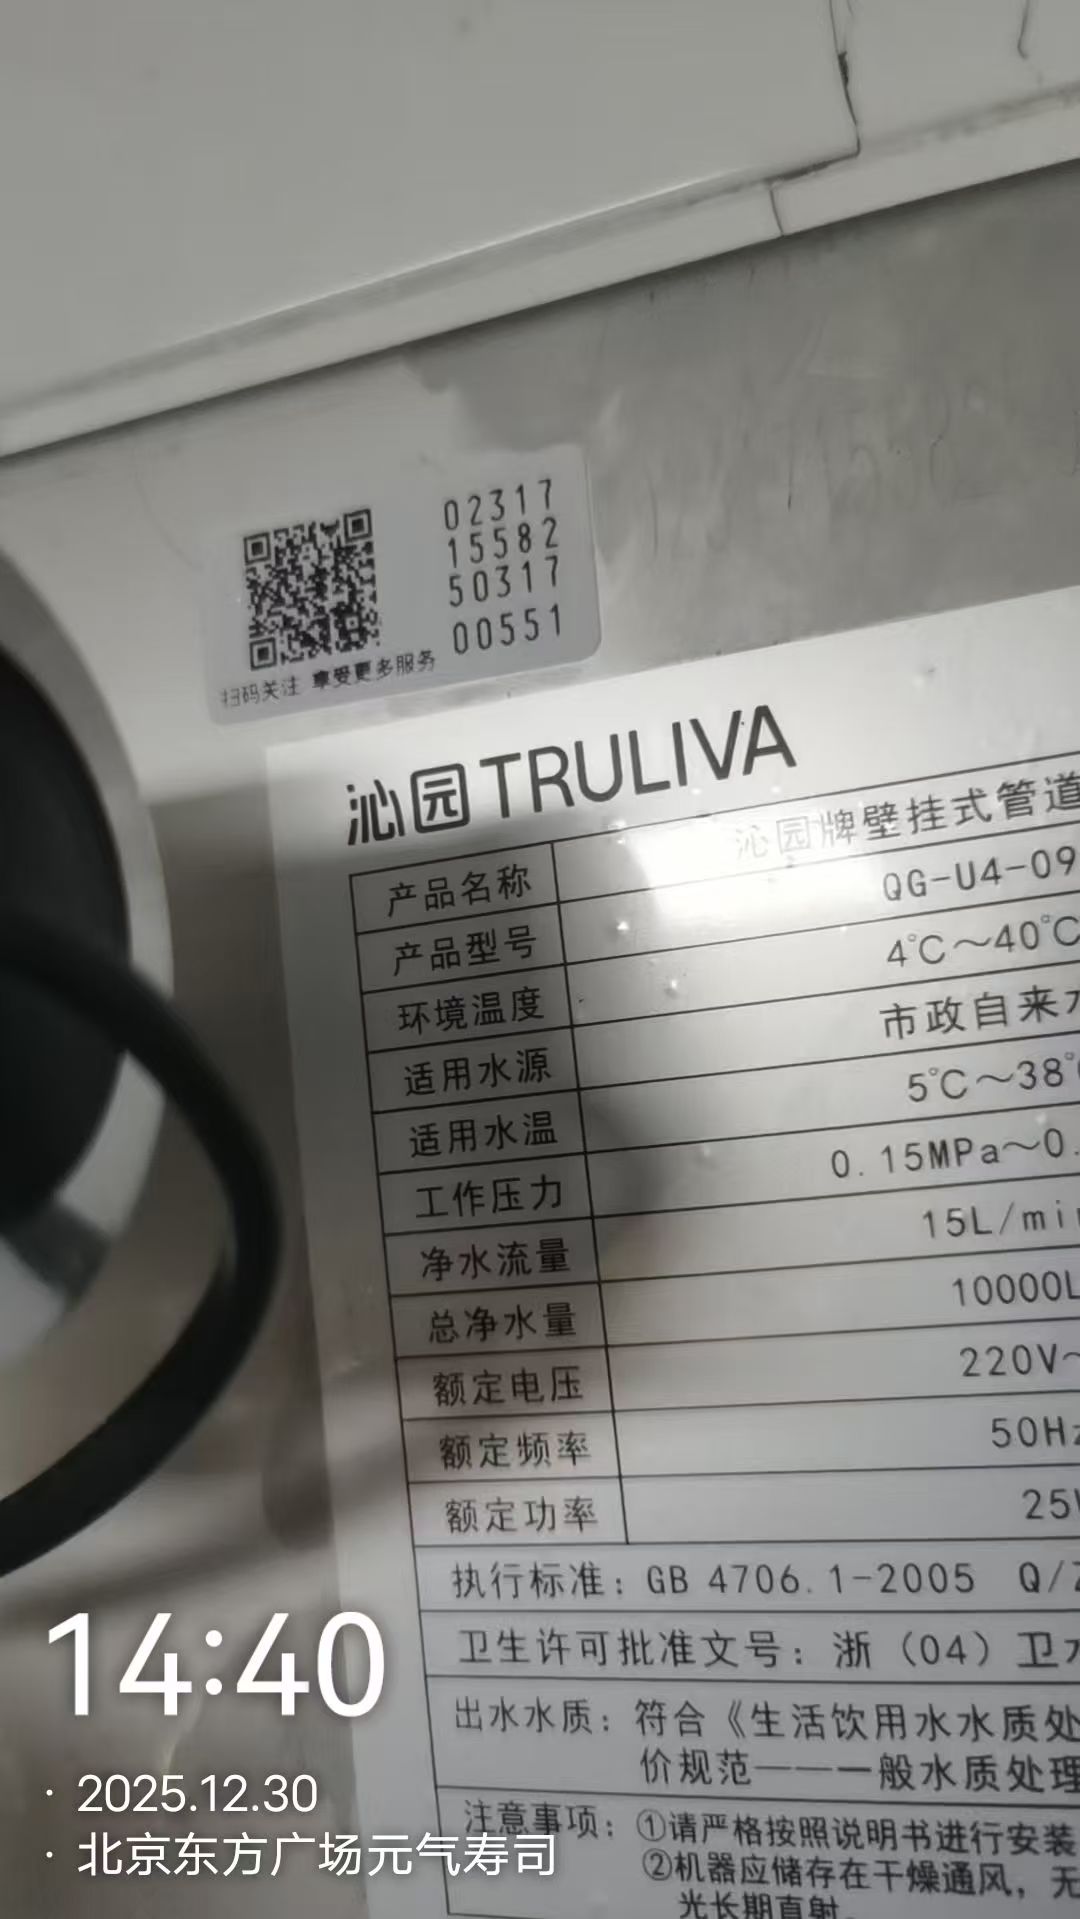 02317
15582
50317
00551
扫码关注 享受更多服务
沁园 TRULIVA
产品名称 沁园牌壁挂式管道
产品型号 QG-U4-09
环境温度 4℃～40℃
适用水源 市政自来水
适用水温 5℃～38℃
工作压力 0.15MPa～0.
净水流量 15L/min
总净水量 10000L
额定电压 220V~
额定频率 50Hz
额定功率 25W
执行标准：GB 4706.1-2005 Q/Z
卫生许可批准文号：浙（04）卫水
出水水质：符合《生活饮用水水质处
价规范———一般水质处理
注意事项：①请严格按照说明书进行安装
②机器应储存在干燥通风，无
光长期直射。
14:40
· 2025.12.30
· 北京东方广场元气寿司